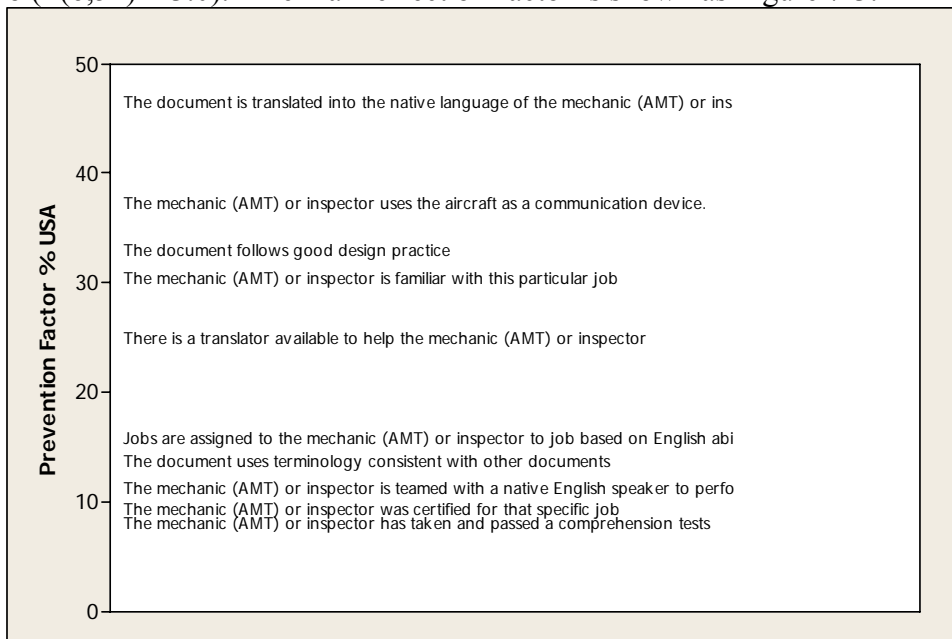 50
The document is translated into the native language of the mechanic (AMT) or ins
40
The mechanic (AMT) or inspector uses the aircraft as a communication device.
The document follows good design practice
30
The mechanic (AMT) or inspector is familiar with this particular job
There is a translator available to help the mechanic (AMT) or inspector
20
Jobs are assigned to the mechanic (AMT) or inspector to job based on English abi
The document uses terminology consistent with other documents
The mechanic (AMT) or inspector is teamed with a native English speaker to perfo
10
The mechanic (AMT) or inspector was certified for that specific job
The mechanic (AMT) or inspector has taken and passed a comprehension tests
0
Prevention Factor % USA